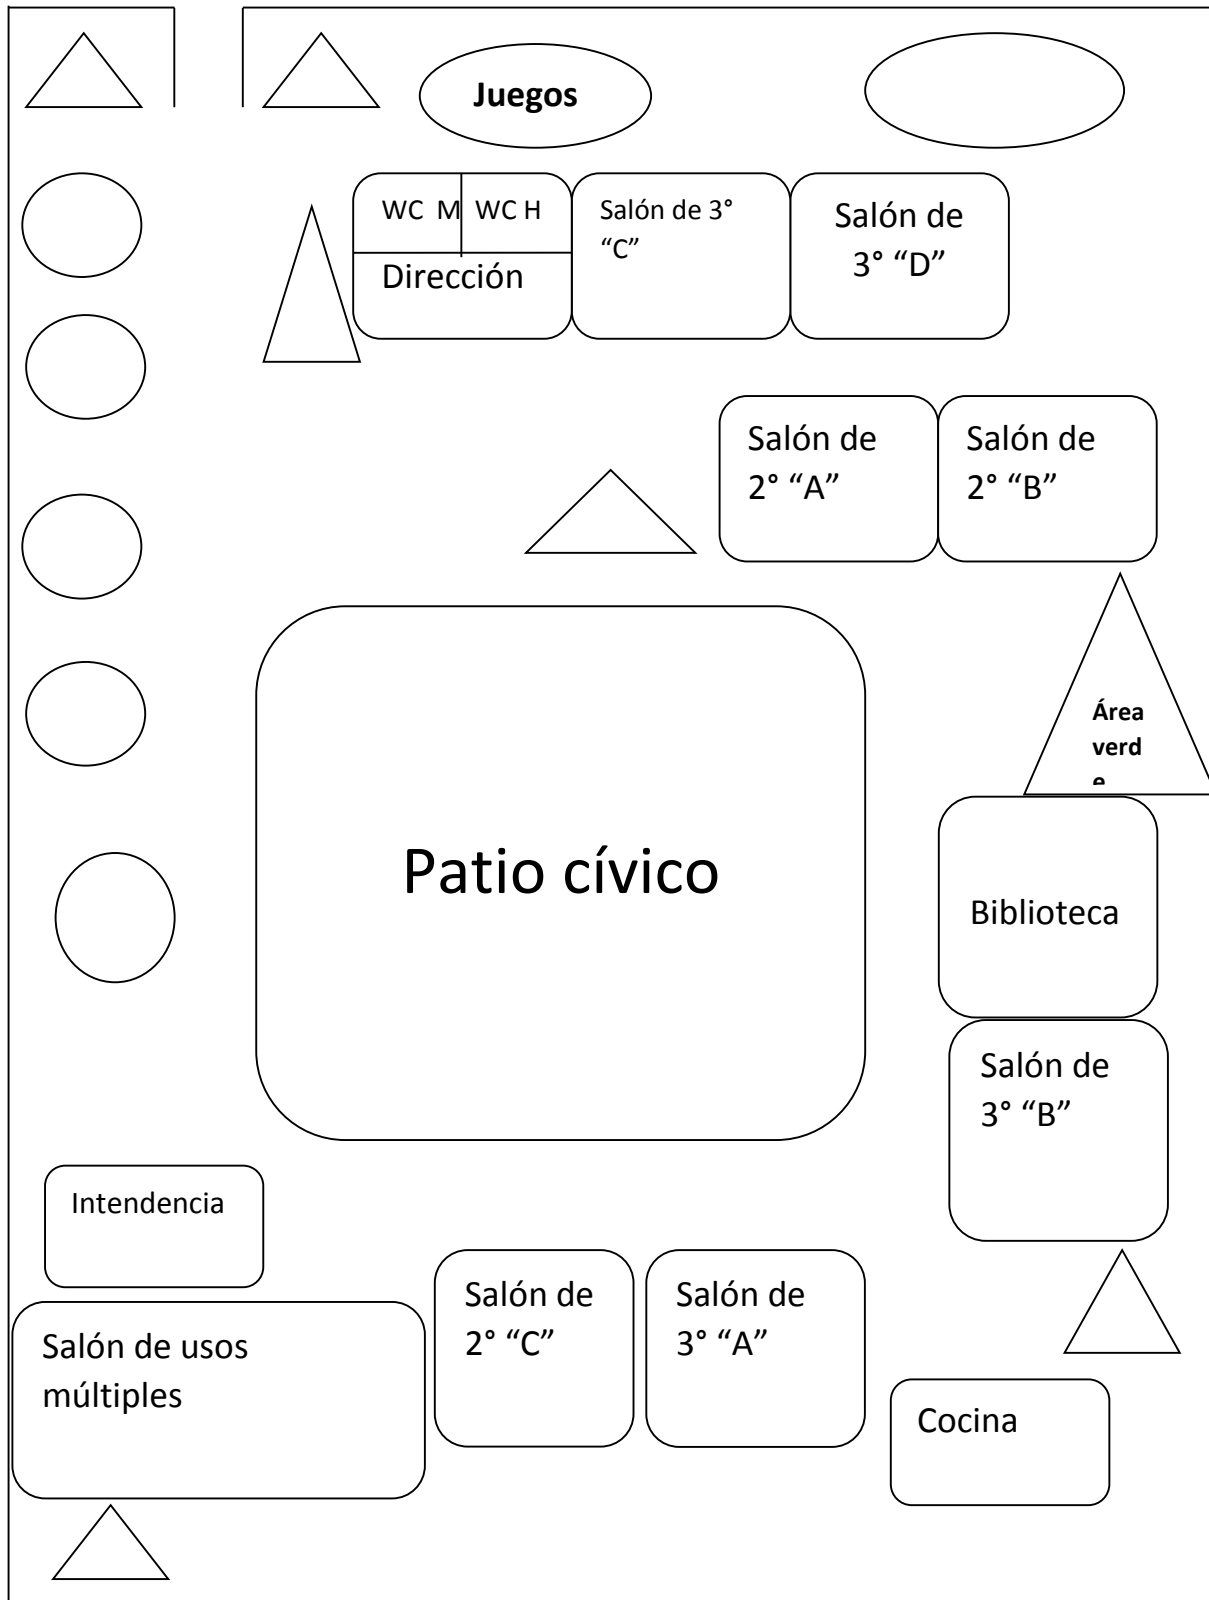 Juegos
WC  M
WC H
Dirección
Salón de 3°
“C”
Salón de
3° “D”
Salón de
2° “A”
Salón de
2° “B”
Área
verd
e
Patio cívico
Biblioteca
Salón de
3° “B”
Intendencia
Salón de usos
múltiples
Salón de
2° “C”
Salón de
3° “A”
Cocina